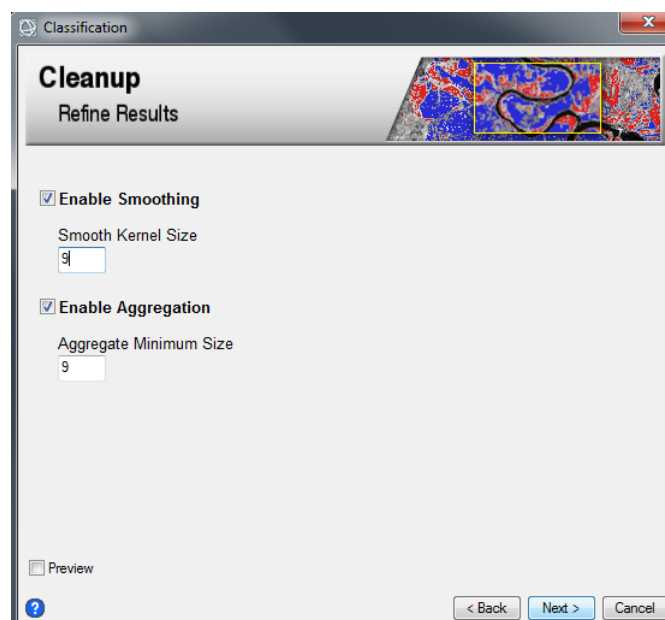 Classification
Cleanup
Refine Results
Enable Smoothing
Smooth Kernel Size
9
Enable Aggregation
Aggregate Minimum Size
9
Preview
?
< Back Next > Cancel